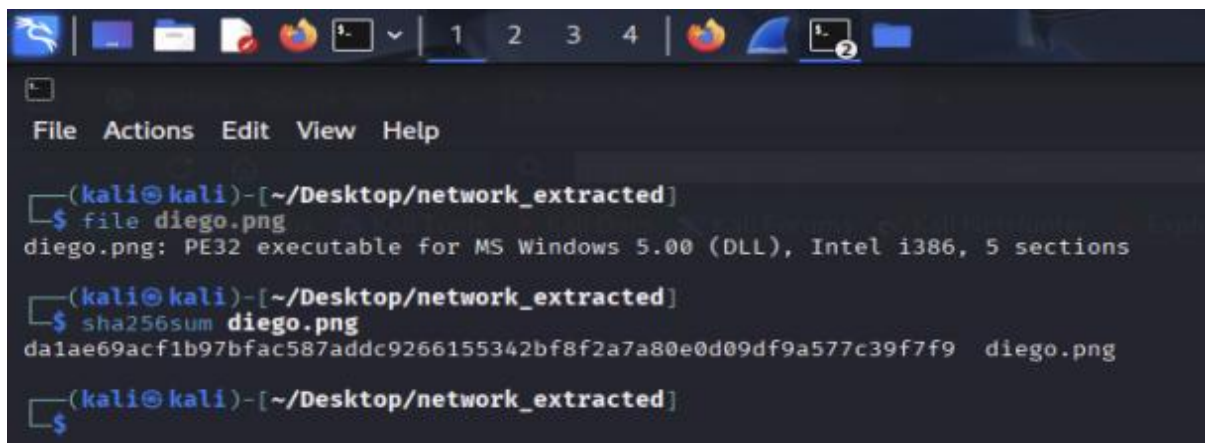 1 2 3 4 2
File Actions Edit View Help
(kali㉿kali)-[~/Desktop/network_extracted]
$ file diego.png
diego.png: PE32 executable for MS Windows 5.00 (DLL), Intel i386, 5 sections
(kali㉿kali)-[~/Desktop/network_extracted]
$ sha256sum diego.png
da1ae69acf1b97bfac587addc9266155342bf8f2a7a80e0d09df9a577c39f7f9 diego.png
(kali㉿kali)-[~/Desktop/network_extracted]
$